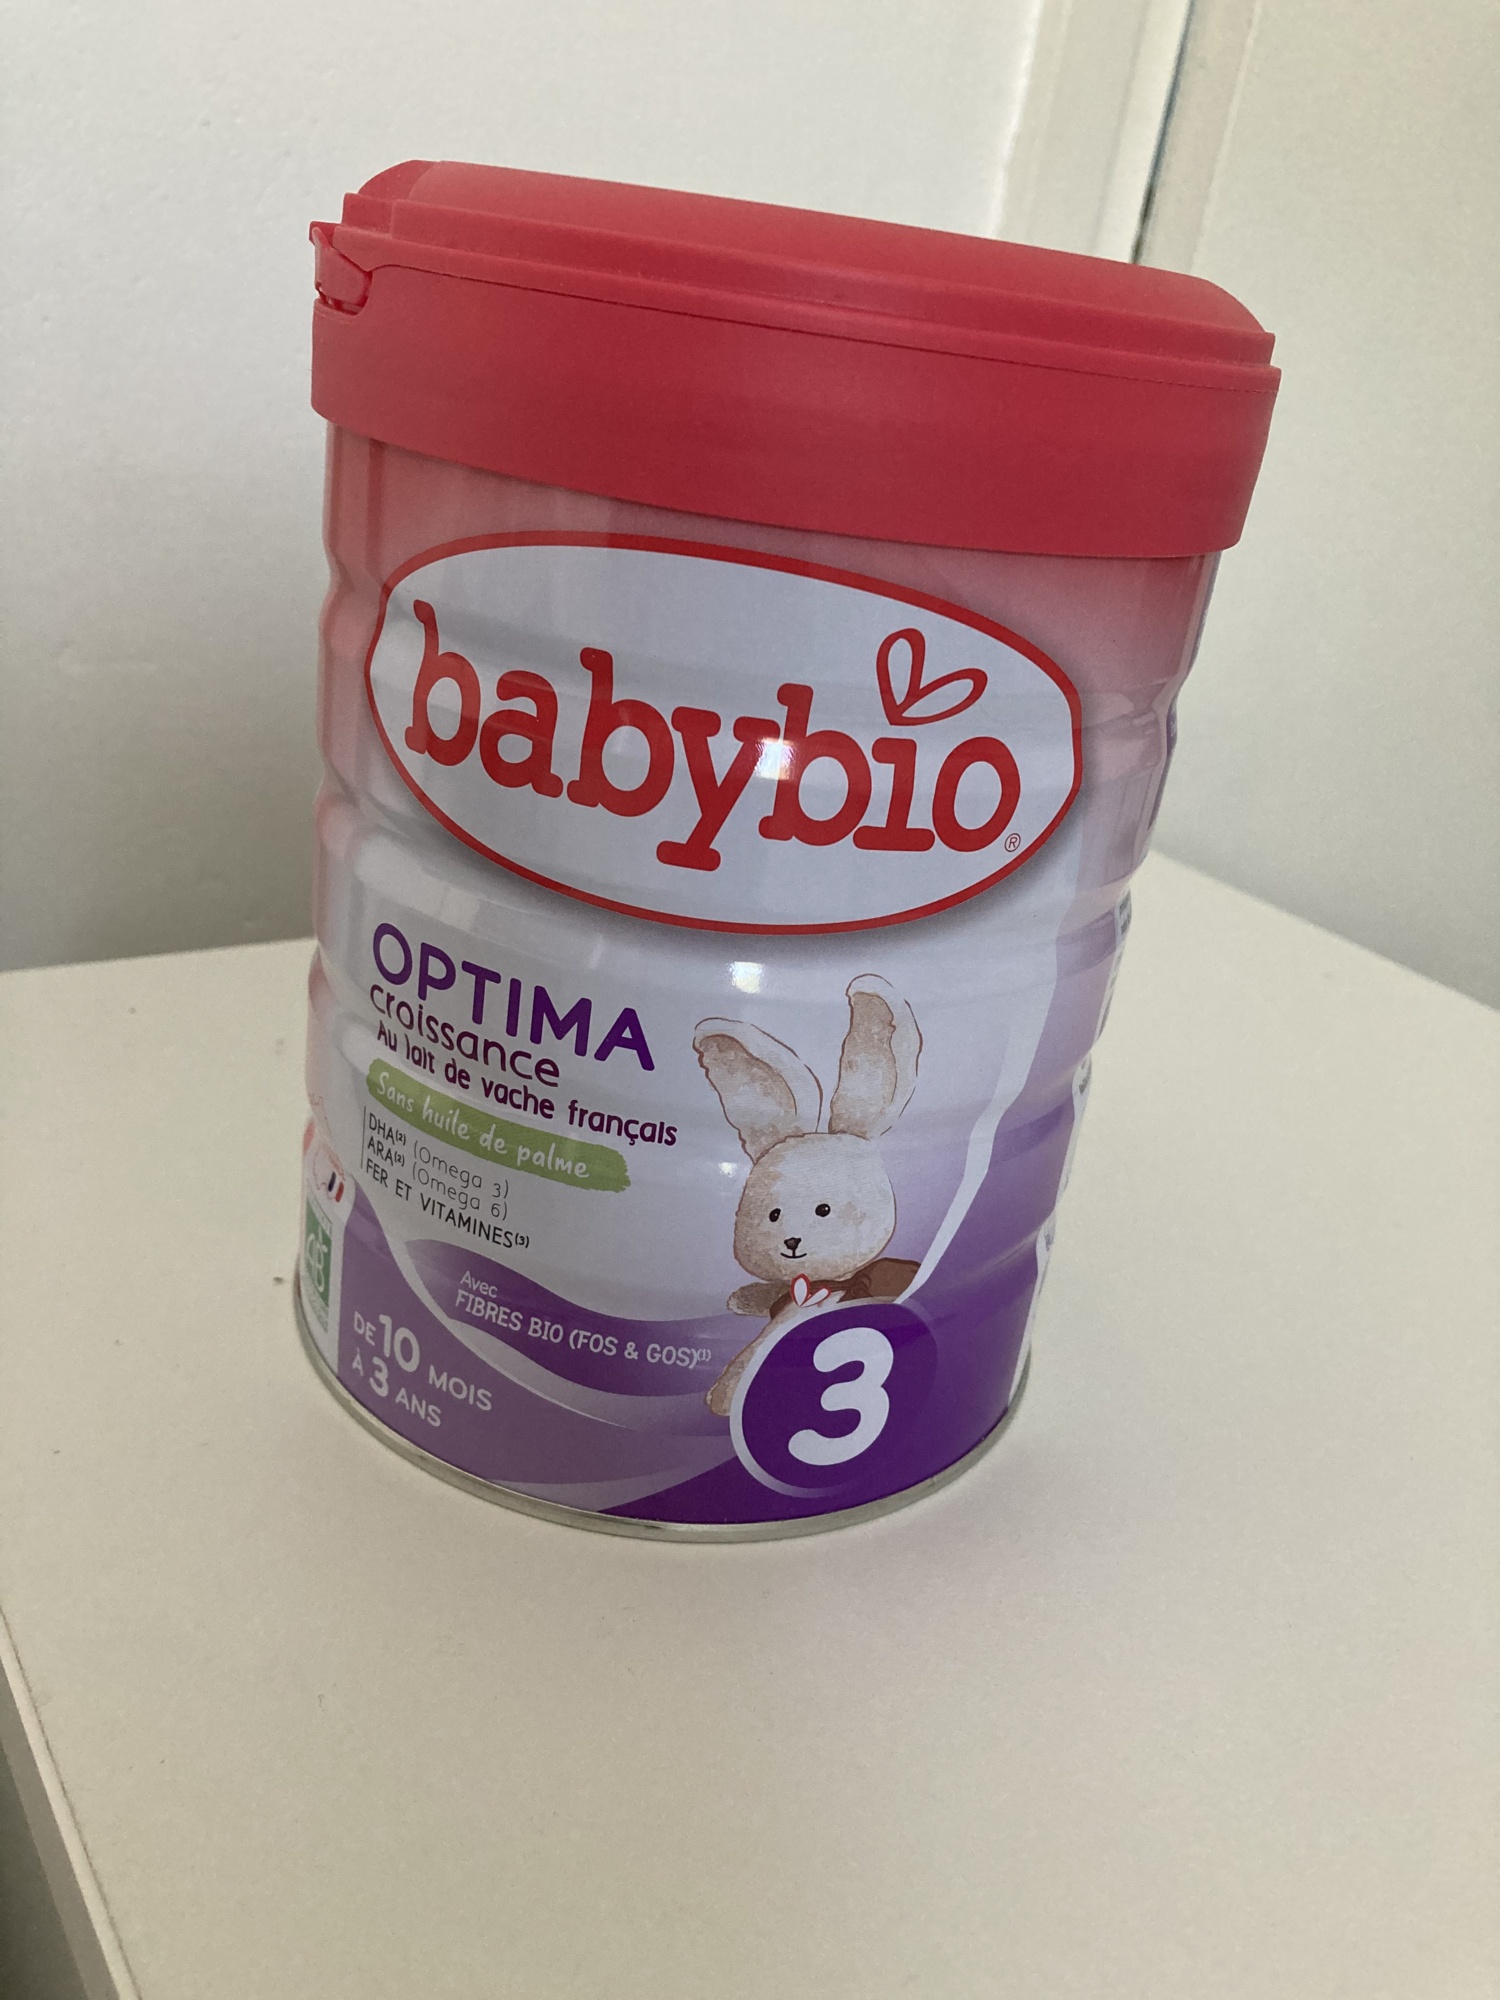 babybio®
OPTIMA
croissance
Au lait de vache français
Sans huile de palme
DHA⁽²⁾ (Omega 3)
ARA⁽²⁾ (Omega 6)
FER ET VITAMINES⁽³⁾
Avec
FIBRES BIO (FOS & GOS)⁽¹⁾
DE 10 MOIS
À 3 ANS
3
AB